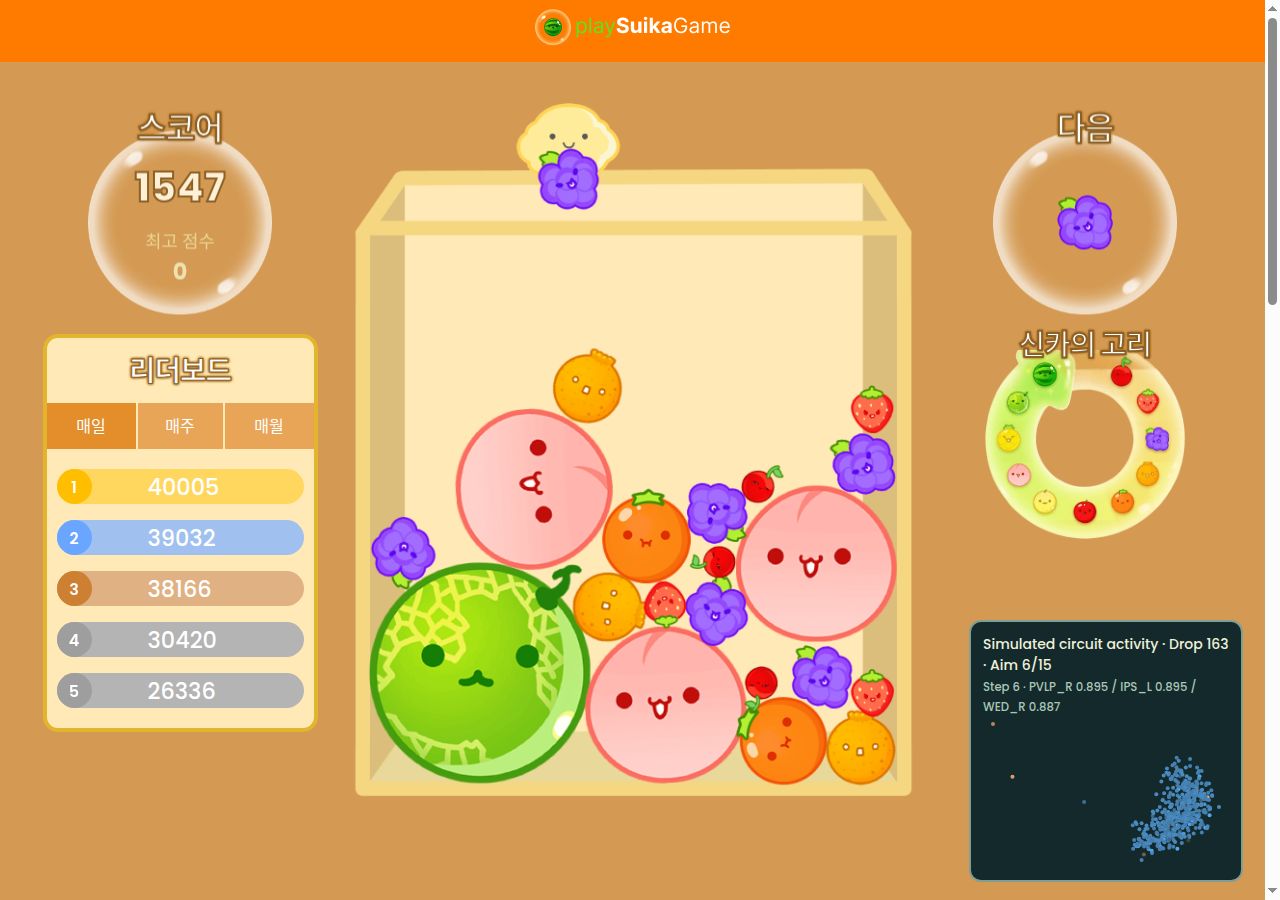 playSuikaGame
스코어
1547
최고 점수
0
다음
리더보드
매일 매주 매월
1 40005
2 39032
3 38166
4 30420
5 26336
신카의 고리
Simulated circuit activity · Drop 163
· Aim 6/15
Step 6 · PVLP_R 0.895 / IPS_L 0.895 /
WED_R 0.887